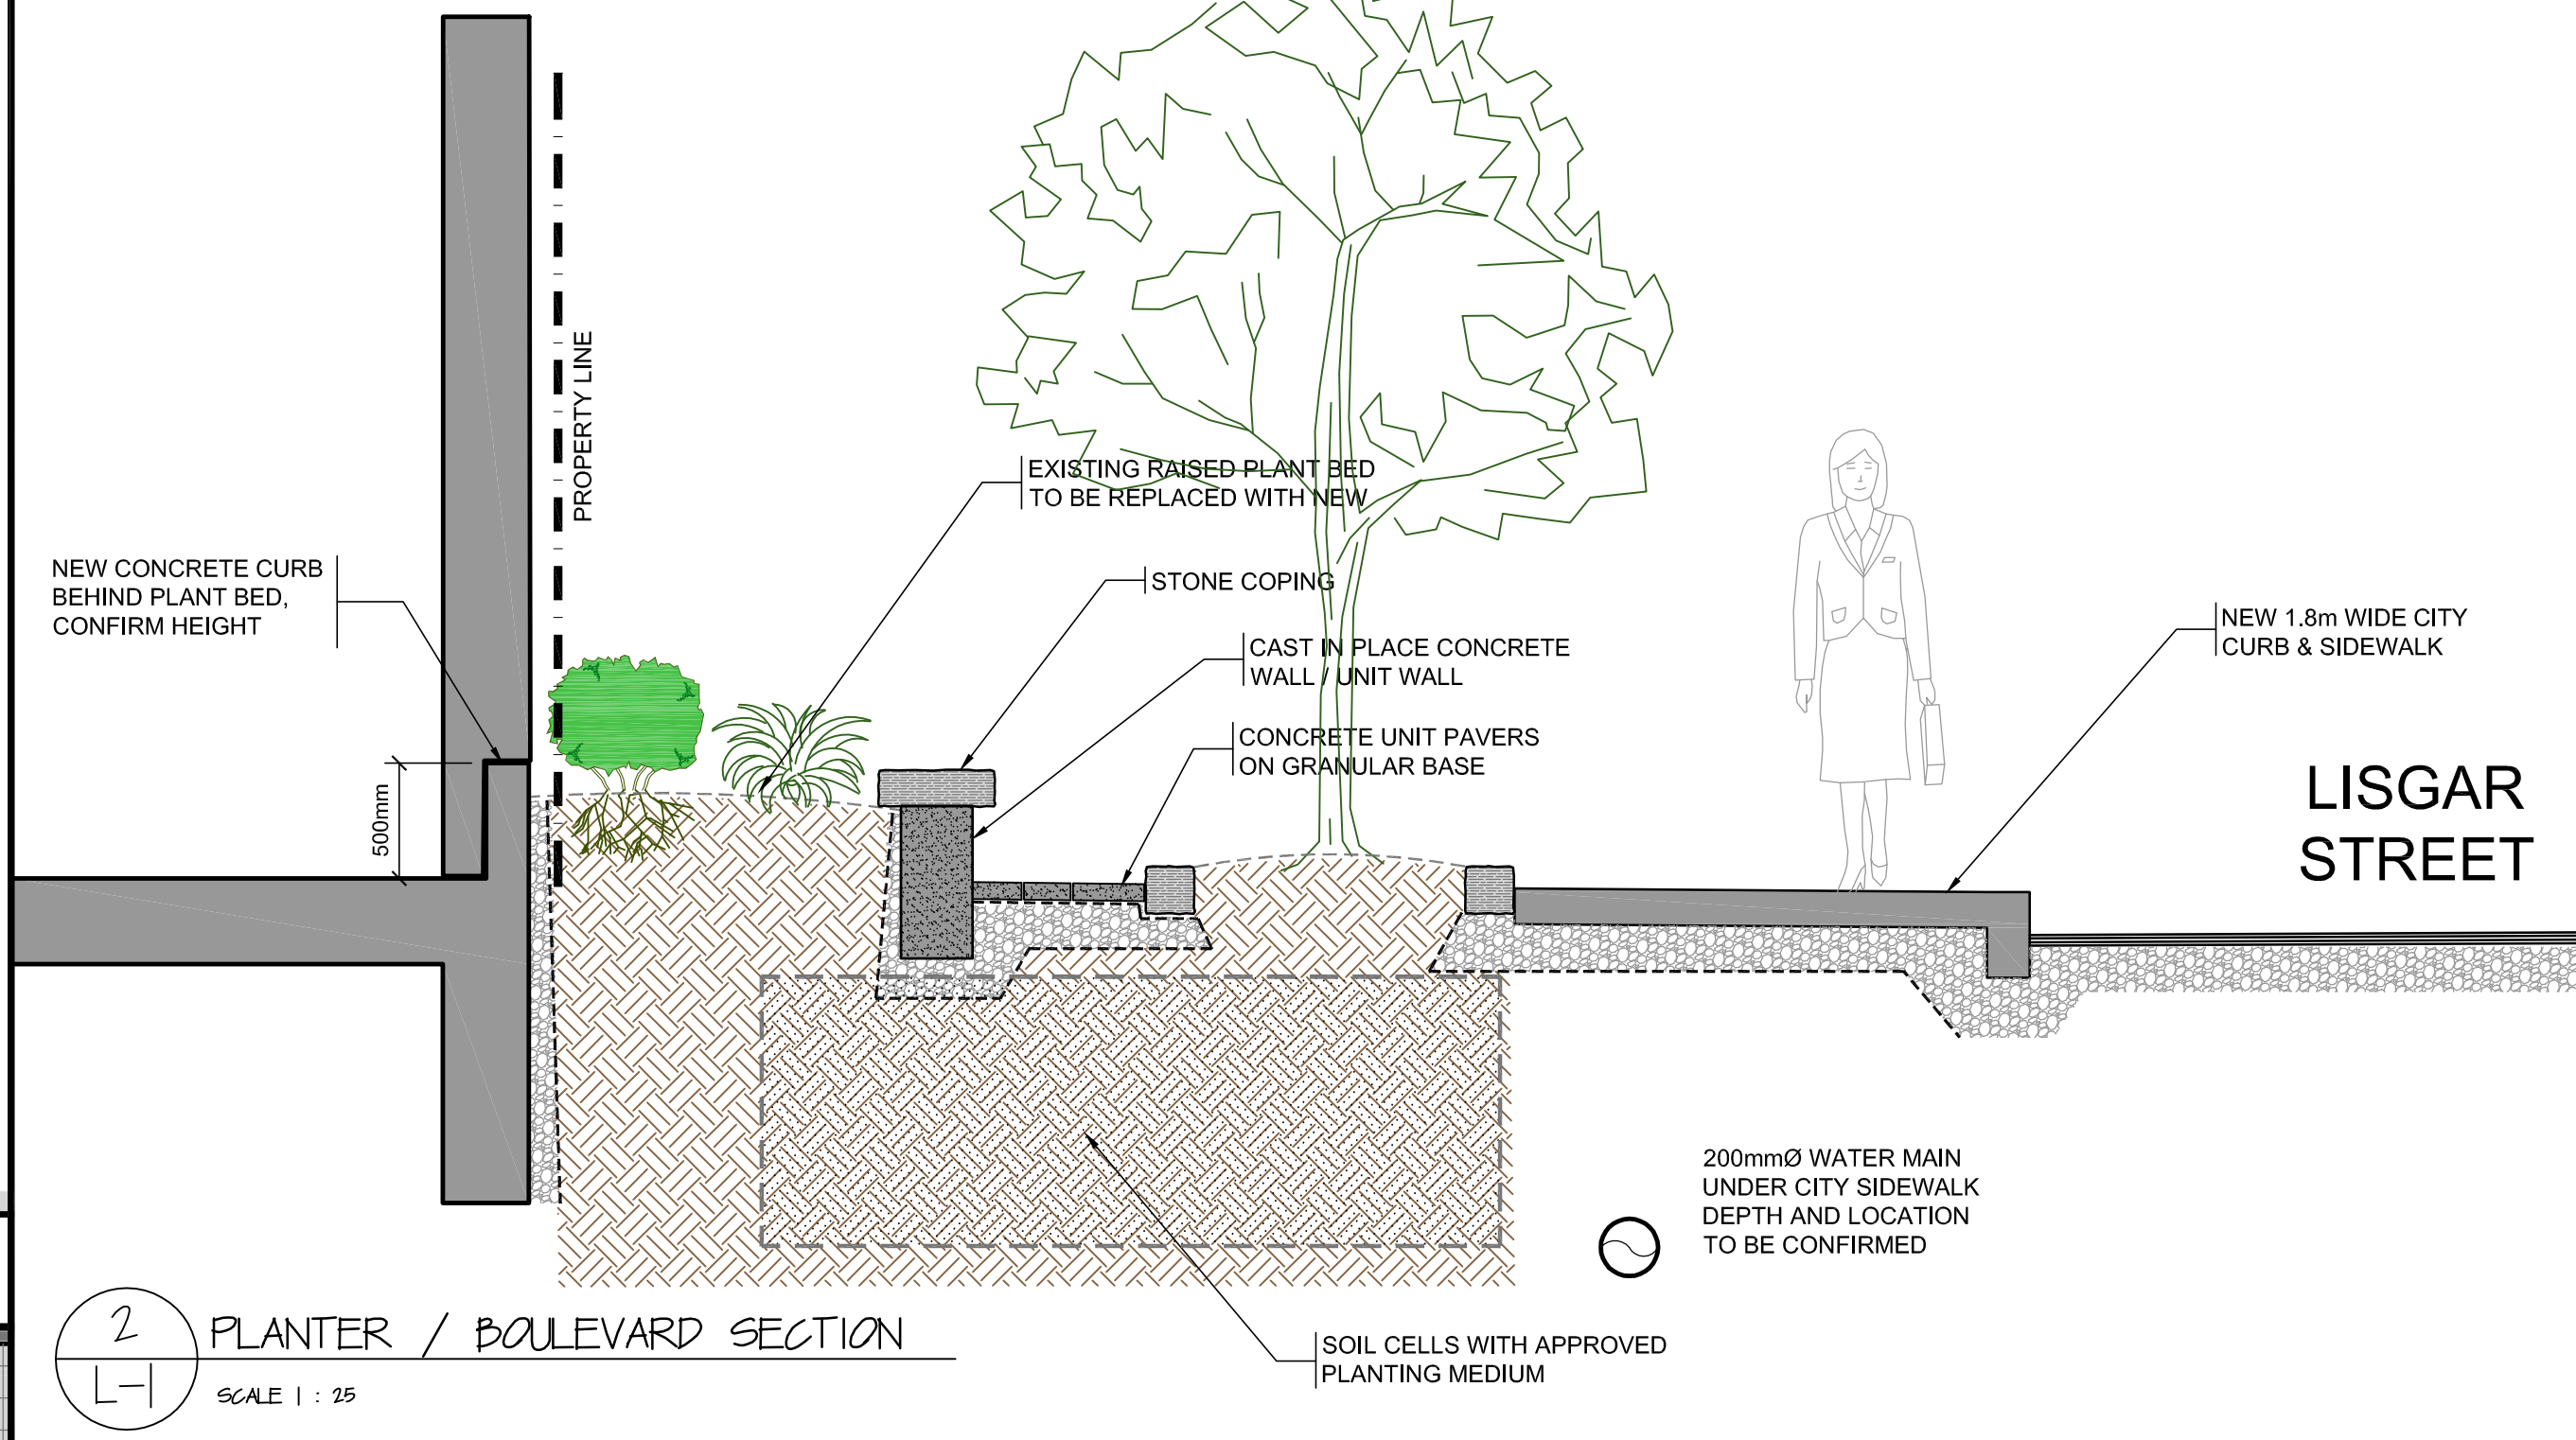 PROPERTY LINE
EXISTING RAISED PLANT BED
TO BE REPLACED WITH NEW
NEW CONCRETE CURB
BEHIND PLANT BED,
CONFIRM HEIGHT
STONE COPING
NEW 1.8m WIDE CITY
CURB & SIDEWALK
CAST IN PLACE CONCRETE
WALL / UNIT WALL
CONCRETE UNIT PAVERS
ON GRANULAR BASE
500mm
LISGAR
STREET
200mmØ WATER MAIN
UNDER CITY SIDEWALK
DEPTH AND LOCATION
TO BE CONFIRMED
SOIL CELLS WITH APPROVED
PLANTING MEDIUM
2
L-1
PLANTER / BOULEVARD SECTION
SCALE 1 : 25